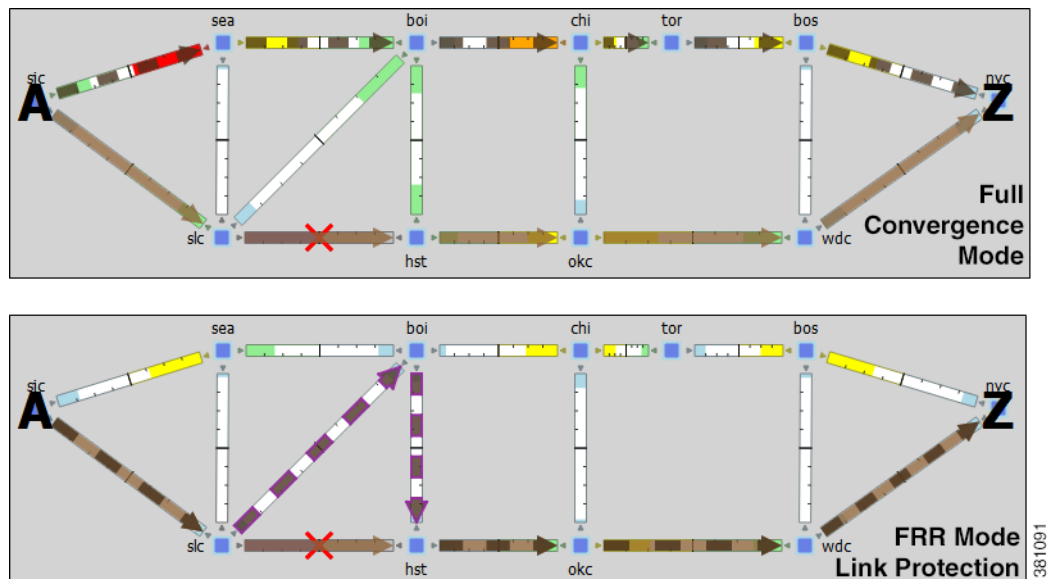 sea boi chi tor bos
sjc nyc
A Z
slc hst okc wdc
Full
Convergence
Mode
sea boi chi tor bos
sjc nyc
A Z
slc hst okc wdc
FRR Mode
Link Protection
381091